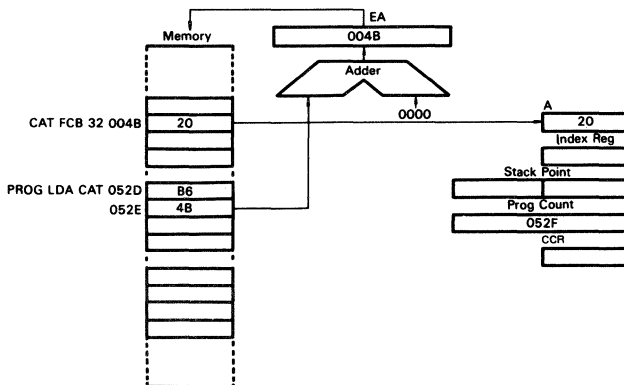 EA
Memory
004B
Adder
0000
A
CAT FCB 32 004B
20
20
Index Reg
Stack Point
PROG LDA CAT 052D
B6
Prog Count
052E
4B
052F
CCR